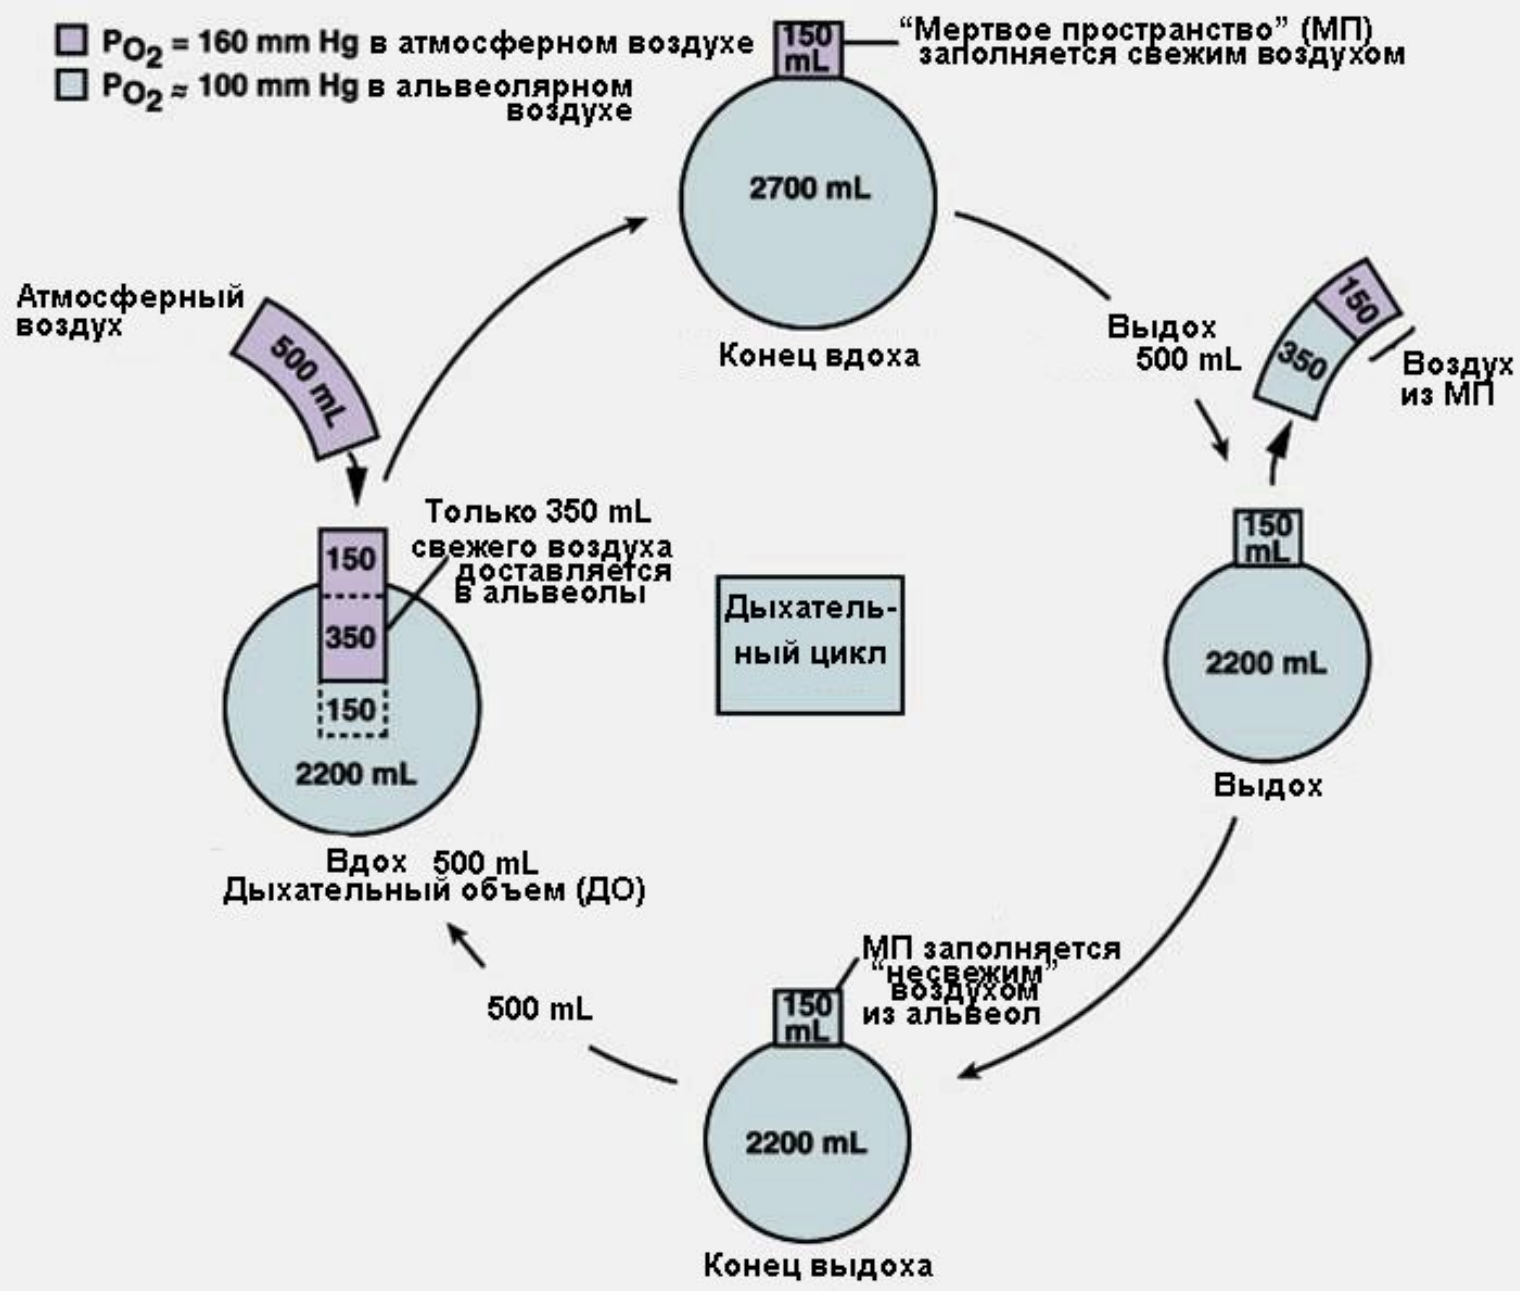 P O2 = 160 mm Hg в атмосферном воздухе
P O2 ≈ 100 mm Hg в альвеолярном
воздухе
150
mL
“Мертвое пространство” (МП)
заполняется свежим воздухом
2700 mL
Конец вдоха
Выдох
500 mL
150
350
Воздух
из МП
150
mL
2200 mL
Выдох
Атмосферный
воздух
500 mL
Только 350 mL
свежего воздуха
доставляется
в альвеолы
150
350
150
2200 mL
Вдох 500 mL
Дыхательный объем (ДО)
Дыхатель-
ный цикл
500 mL
МП заполняется
“несвежим”
воздухом
из альвеол
150
mL
2200 mL
Конец выдоха